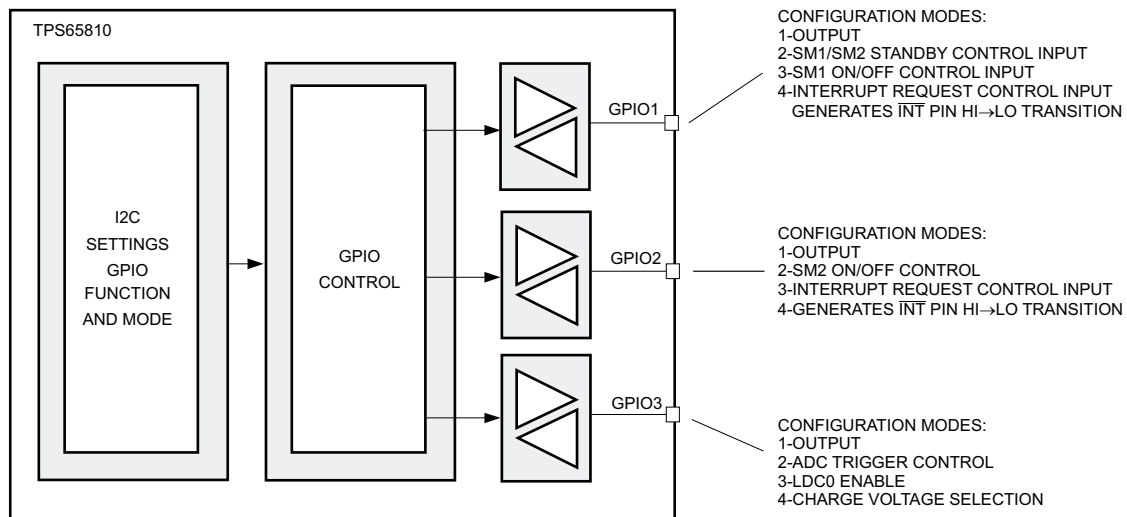 TPS65810
I2C
SETTINGS
GPIO
FUNCTION
AND MODE
GPIO
CONTROL
GPIO1
GPIO2
GPIO3
CONFIGURATION MODES:
1-OUTPUT
2-SM1/SM2 STANDBY CONTROL INPUT
3-SM1 ON/OFF CONTROL INPUT
4-INTERRUPT REQUEST CONTROL INPUT
GENERATES I̅N̅T̅ PIN HI→LO TRANSITION
CONFIGURATION MODES:
1-OUTPUT
2-SM2 ON/OFF CONTROL
3-INTERRUPT REQUEST CONTROL INPUT
4-GENERATES I̅N̅T̅ PIN HI→LO TRANSITION
CONFIGURATION MODES:
1-OUTPUT
2-ADC TRIGGER CONTROL
3-LDC0 ENABLE
4-CHARGE VOLTAGE SELECTION